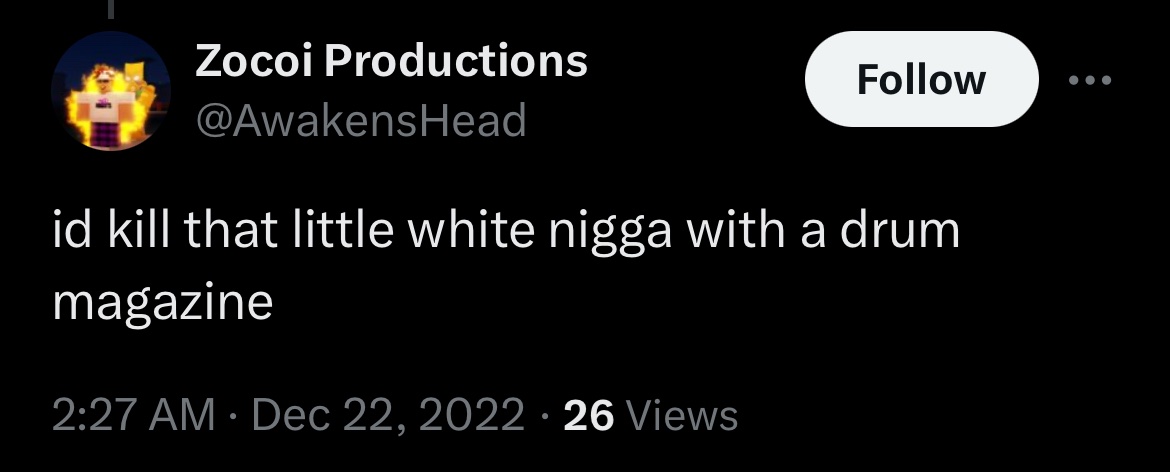 Zocoi Productions
Follow
@AwakensHead
id kill that little white nigga with a drum
magazine
2:27 AM · Dec 22, 2022 · 26 Views